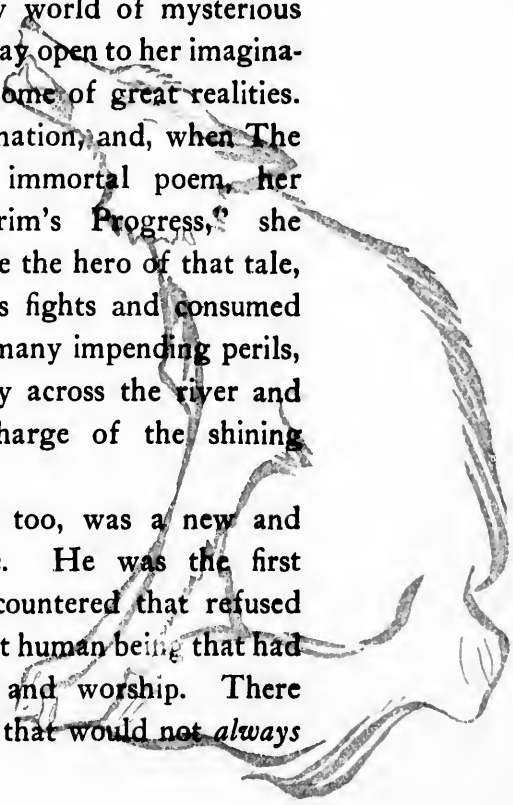 y world of mysterious
ay open to her imagina-
ome of great realities.
nation, and, when The
immortal poem, her
rim's Progress," she
e the hero of that tale,
s fights and consumed
many impending perils,
y across the river and
harge of the shining
too, was a new and
. He was the first
countered that refused
t human being that had
and worship. There
that would not always